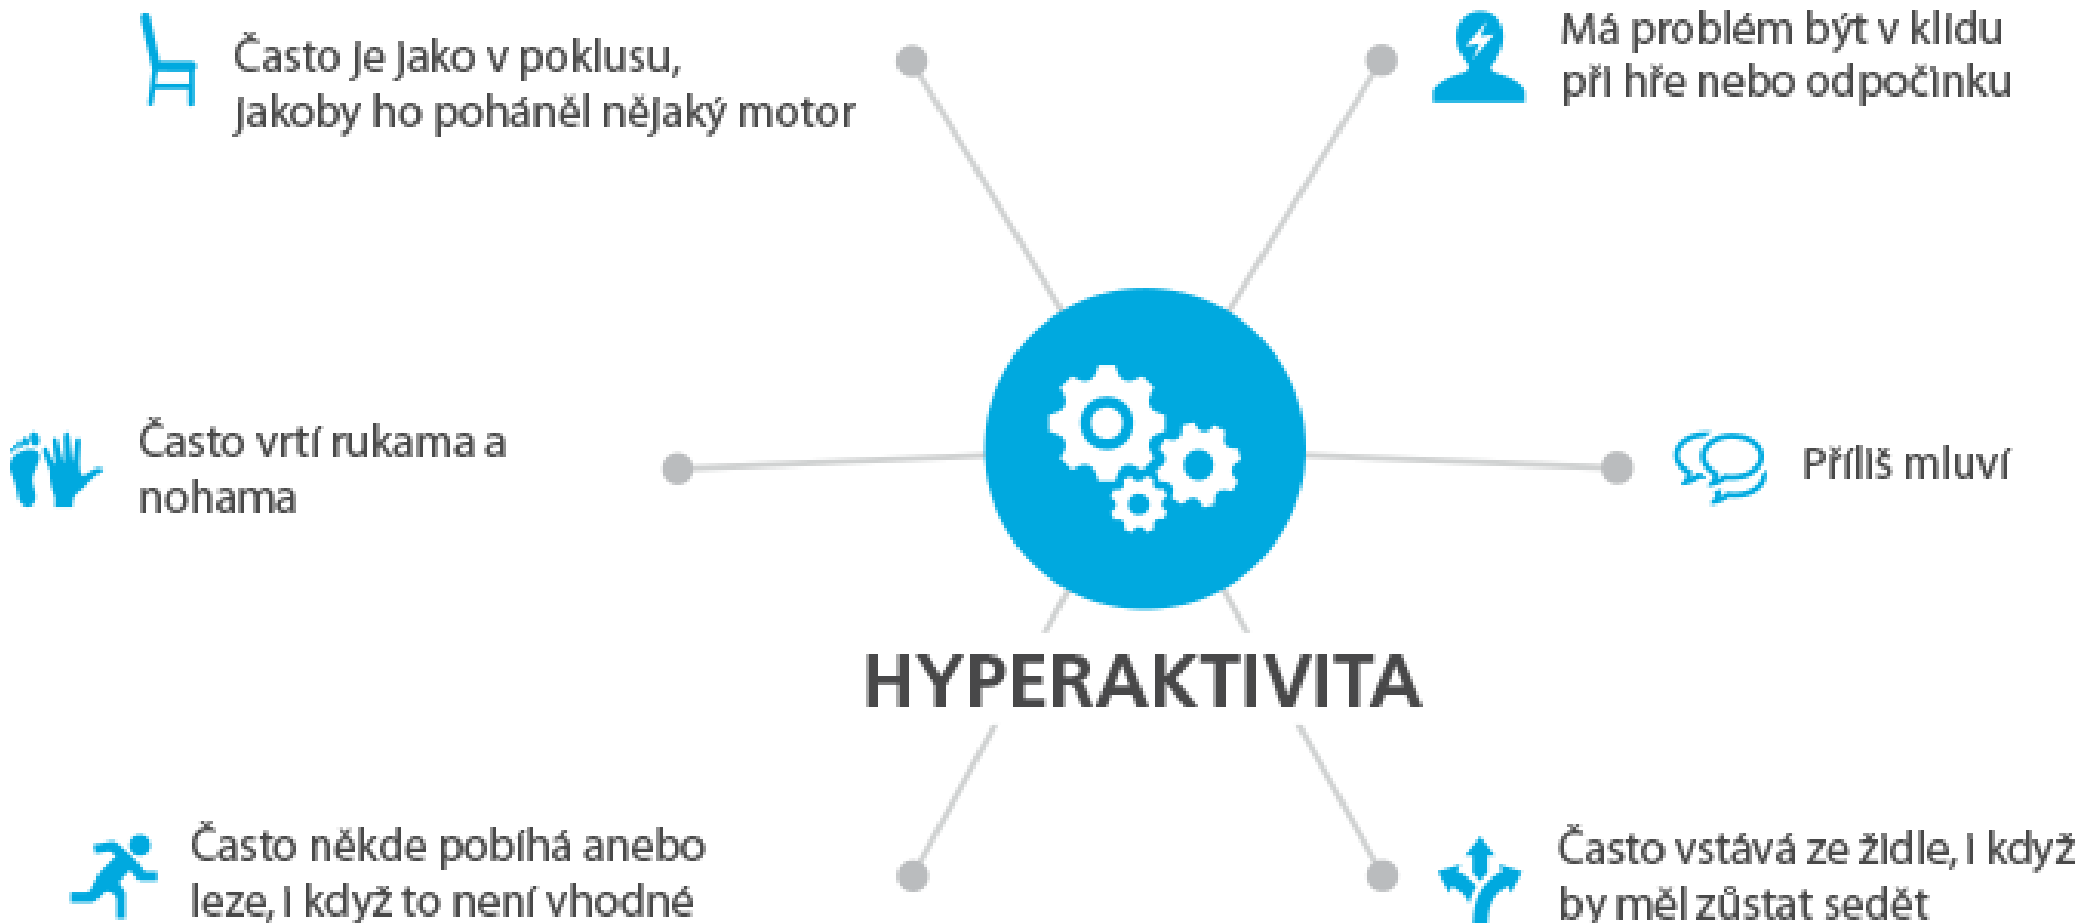 Často je jako v poklusu,
jakoby ho poháněl nějaký motor
Má problém být v klidu
při hře nebo odpočinku
Často vrtí rukama a
nohama
Příliš mluví
HYPERAKTIVITA
Často někde pobíhá anebo
leze, i když to není vhodné
Často vstává ze židle, i když
by měl zůstat sedět